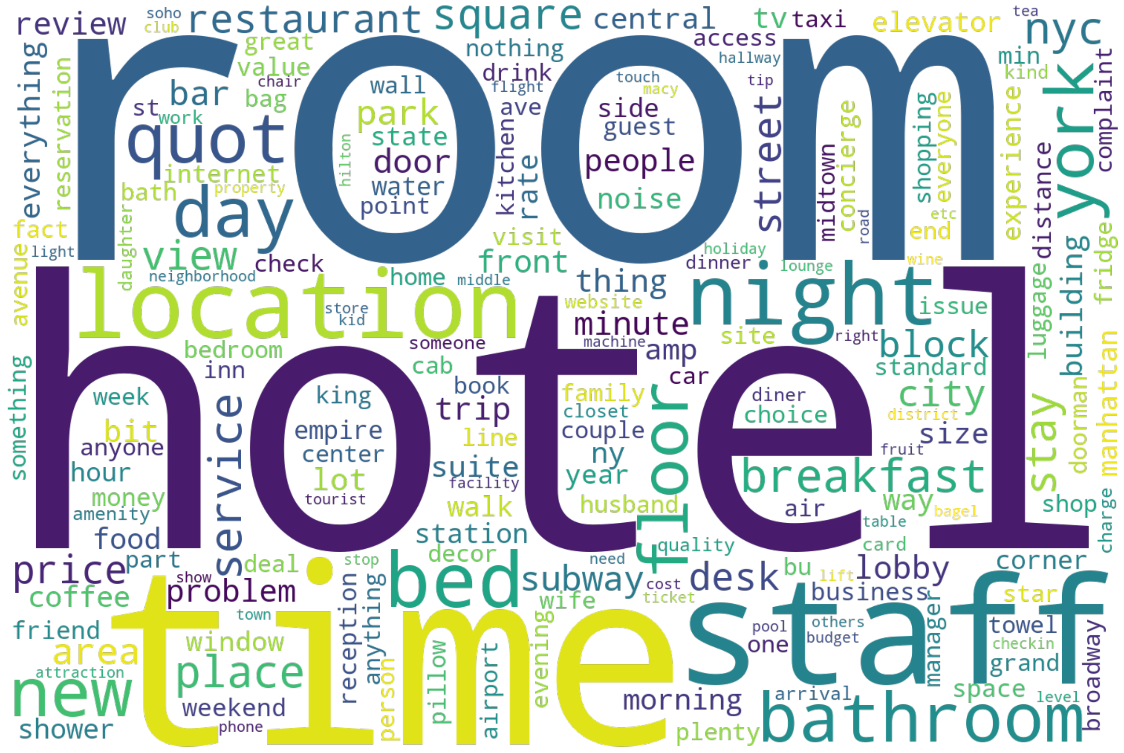 review
soho
club
restaurant
square
central
tv
taxi
elevator
tea
nyc
everything
reservation
great
value
chair
nothing
drink
flight
access
hallway
tip
min
kind
room
bar
bag
st
work
quot
wall
park
state
door
water
point
hilton
touch
macy
side
guest
people
noise
ave
kitchen
rate
street
midtown
concierge
road
shopping
everyone
etc
end
wine
experience
distance
york
complaint
internet
bath
property
day
fact
light
avenue
daughter
view
neighborhood
check
visit
front
home
middle
thing
holiday
dinner
lounge
location
store
kid
night
website
machine
minute
site
right
issue
luggage
building
fridge
bedroom
inn
someone
cab
amp
car
block
standard
hotel
something
week
bit
anyone
hour
money
amenity
food
part
service
king
empire
center
lot
tourist
book
trip
line
suite
facility
walk
station
decor
family
closet
couple
ny
year
husband
floor
diner
choice
breakfast
air
way
table
card
quality
city
district
size
fruit
bagel
stay
doorman
manhattan
shop
charge
corner
price
coffee
friend
area
attraction
new
shower
deal
problem
show
town
stop
window
place
weekend
phone
time
reception
anything
person
bed
pillow
airport
subway
wife
evening
need
cost
ticket
desk
bu
lift
lobby
business
staff
pool
one
others
budget
manager
star
towel
checkin
grand
broadway
morning
plenty
arrival
space
level
bathroom